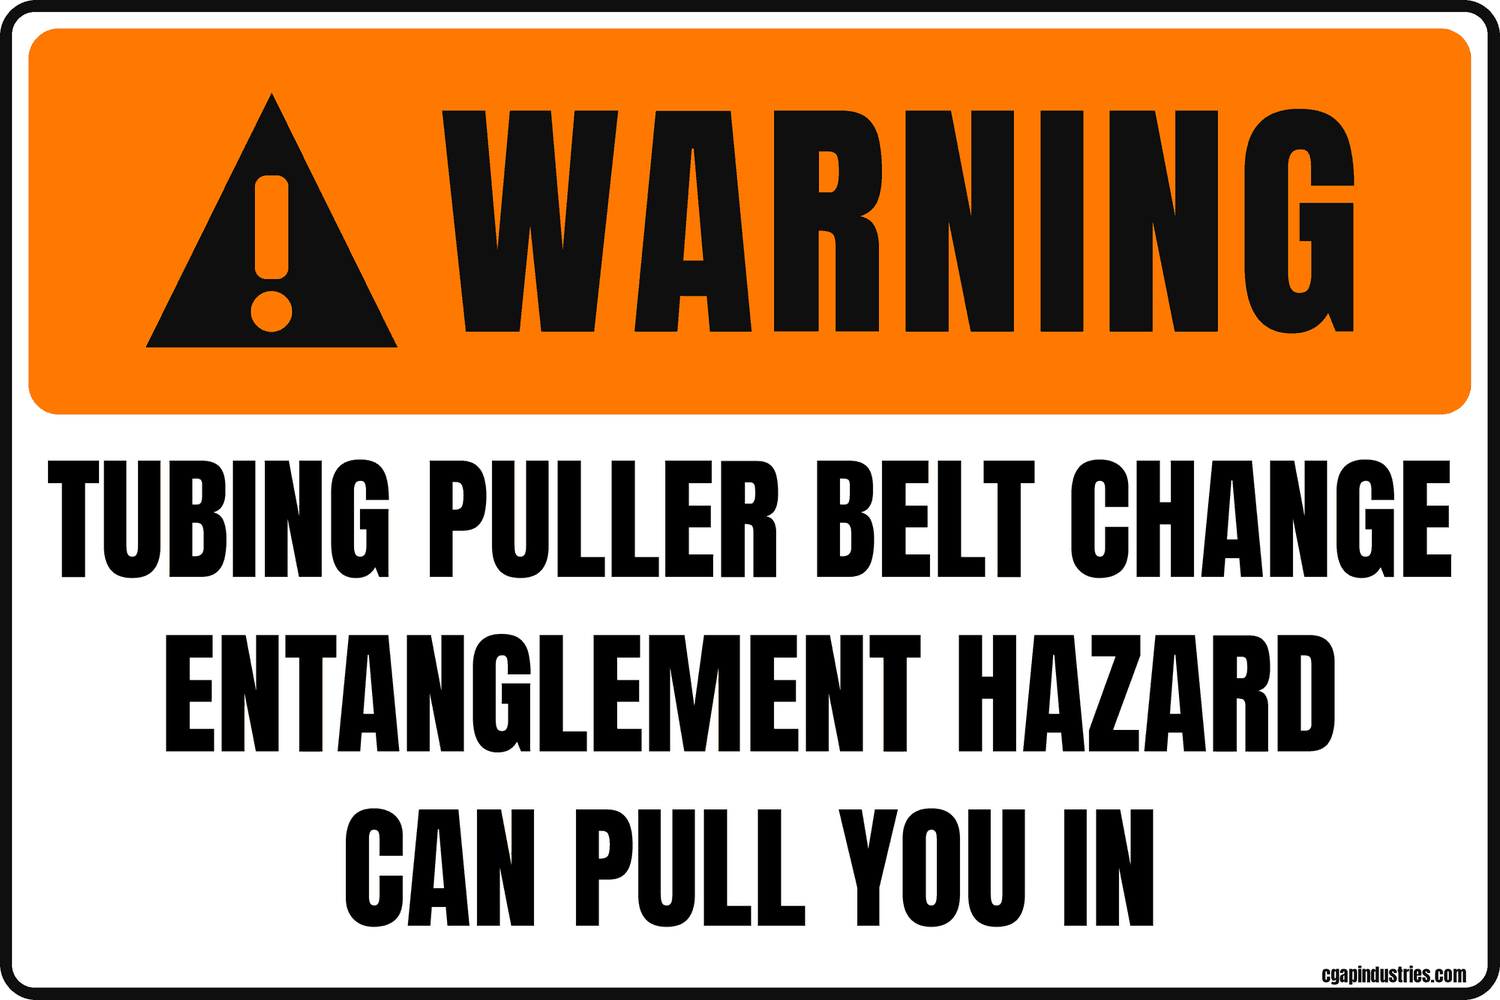 WARNING
TUBING PULLER BELT CHANGE
ENTANGLEMENT HAZARD
CAN PULL YOU IN
cgapindustries.com